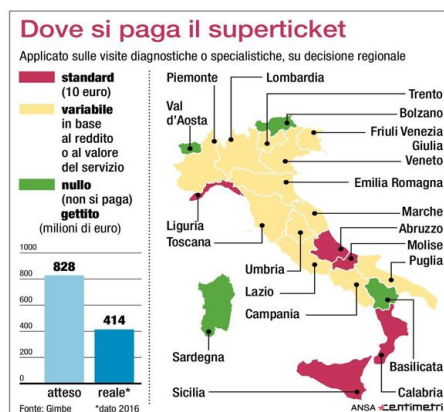 Dove si paga il superticket
Applicato sulle visite diagnostiche o specialistiche, su decisione regionale
standard
(10 euro)
variabile
in base
al reddito
o al valore
del servizio
nullo
(non si paga)
gettito
(milioni di euro)
1000
800
600
400
200
0
828
414
atteso
reale*
Fonte: Gimbe
*dato 2016
Piemonte
Lombardia
Val
d'Aosta
Trento
Bolzano
Friuli Venezia
Giulia
Veneto
Emilia Romagna
Liguria
Toscana
Marche
Abruzzo
Molise
Puglia
Umbria
Lazio
Campania
Sardegna
Basilicata
Sicilia
Calabria
ANSA centimetri